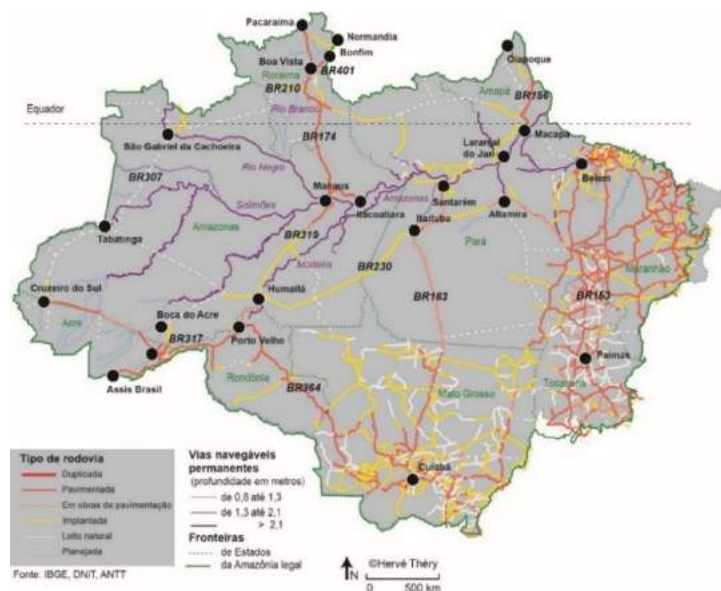 Pacaraima
Normandia
Bonfim
Boa Vista
Roraima
BR401
BR210
Oiapoque
Amapá
BR156
Equador
Rio Branco
Macapa
São Gabriel da Cachoeira
BR174
Laranjal
do Jari
Belem
Rio Negro
BR307
Manaus
Amazonas
Santarém
Solimões
Itacoatiara
Itaituba
Altamira
Tabatinga
Amazonas
BR319
Pará
Maranhão
Madeira
BR230
Cruzeiro do Sul
Humaitá
BR163
BR153
Boca do Acre
Acre
BR317
Porto Velho
Palmas
Assis Brasil
Rondônia
BR364
Mato Grosso
Tocantins
Cuiabá
Tipo de rodovia
Duplicada
Pavimentada
Em obras de pavimentação
Implantada
Leito natural
Planejada
Vias navegáveis
permanentes
(profundidade em metros)
de 0,8 até 1,3
de 1,3 até 2,1
> 2,1
Fronteiras
de Estados
da Amazônia legal
Fonte: IBGE, DNIT, ANTT
N
©Hervé Théry
0 500 km